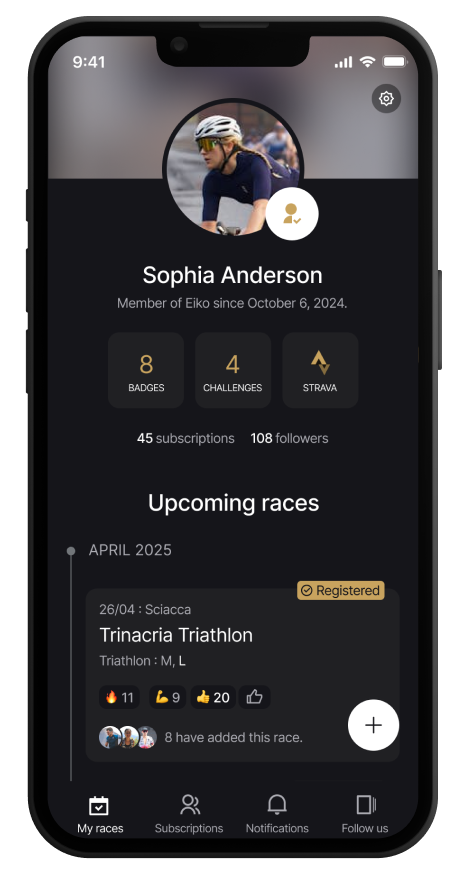 9:41
Sophia Anderson
Member of Eiko since October 6, 2024.
8 4
BADGES CHALLENGES STRAVA
45 subscriptions 108 followers
Upcoming races
APRIL 2025
Registered
26/04 : Sciacca
Trinacria Triathlon
Triathlon : M, L
🔥 11 💪 9 👍 20
8 have added this race.
My races Subscriptions Notifications Follow us